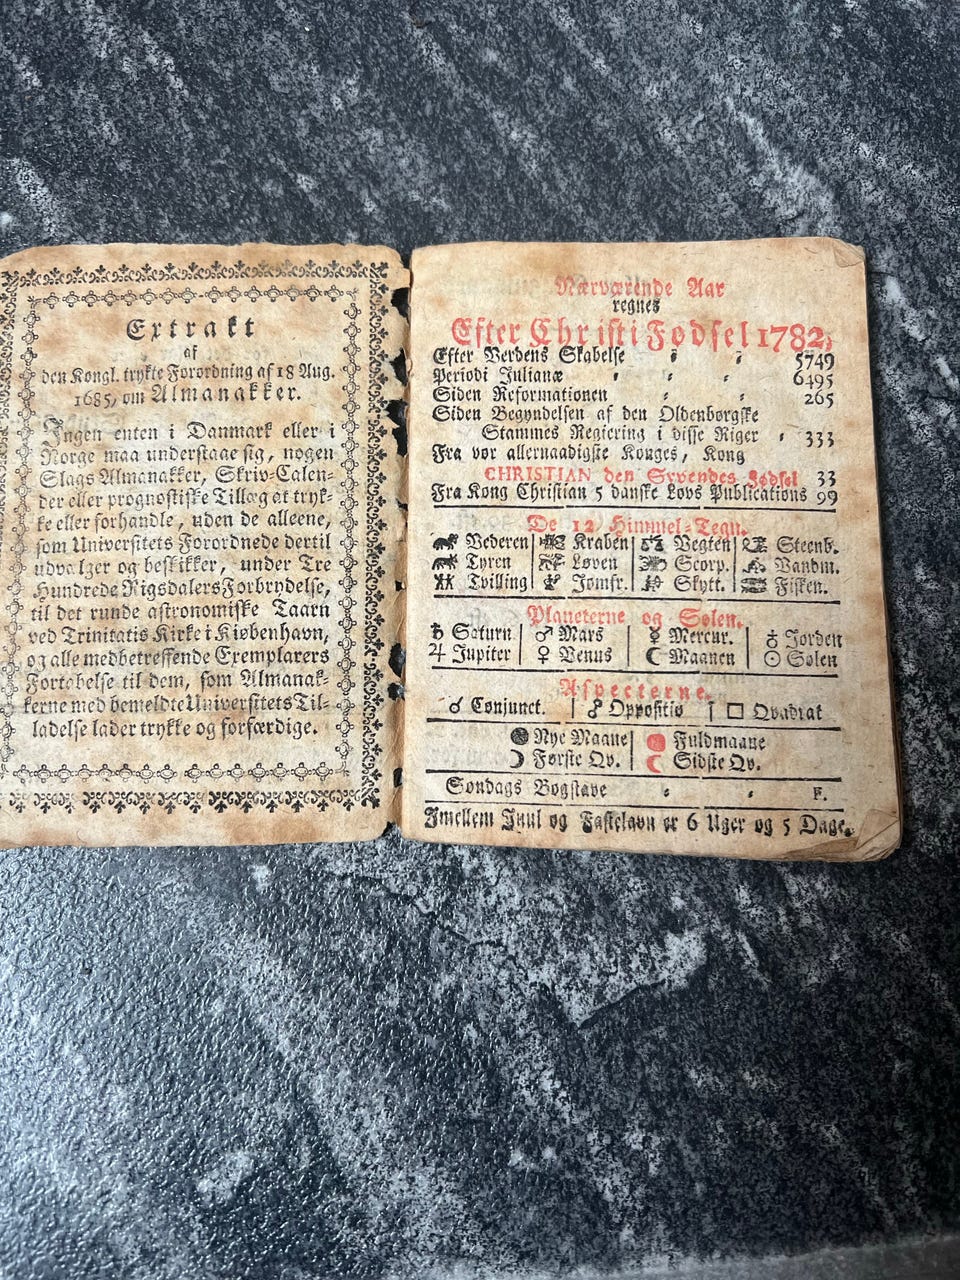 Extrakt
af
den Kongl. trykte Forordning af 18 Aug.
1685, om Almanakker.
Ingen enten i Danmark eller i
Norge maa understaae sig, nogen
Slags Almanakker, Skriv-Calen-
der eller prognostiske Tillæg at tryk-
ke eller forhandle, uden de alleene,
som Universitets Forordnede dertil
udvælger og beskikker, under Tre
Hundrede Rigsdalers Forbrydelse,
til det runde astronomiske Taarn
ved Trinitatis Kirke i Kiøbenhavn,
og alle medbetreffende Exemplarers
Fortabelse til dem, som Almanak-
kerne med bemeldte Universitets Til-
ladelse lader trykke og forfærdige.
Nærværende Aar
regnes
Efter Christi Fødsel 1782,
Efter Verdens Skabelse 5749
Periodi Julianæ 6495
Siden Reformationen 265
Siden Begyndelsen af den Oldenborgske
Stammes Regiering i disse Riger 333
Fra vor allernaadigste Konges, Kong
CHRISTIAN den Syvendes Fødsel 33
Fra Kong Christian 5 danske Lovs Publications 99
De 12 Himmel-Tegn.
♈ Vederen ♋ Kraben ♎ Vegten ♑ Steenb.
♉ Tyren ♌ Løven ♏ Scorp. ♒ Vandm.
♊ Tvilling ♍ Jomfr. ♐ Skytt. ♓ Fisken.
Planeterne og Solen.
♄ Saturn ♂ Mars ☿ Mercur. ♁ Jorden
♃ Jupiter ♀ Venus ☾ Maanen ☉ Solen
Aspecterne.
☌ Conjunct. ☍ Oppositio □ Qvadrat
Nye Maane Fuldmaane
Første Qv. Sidste Qv.
Søndags Bogstave F.
Imellem Juul og Fastelavn er 6 Uger og 5 Dage.